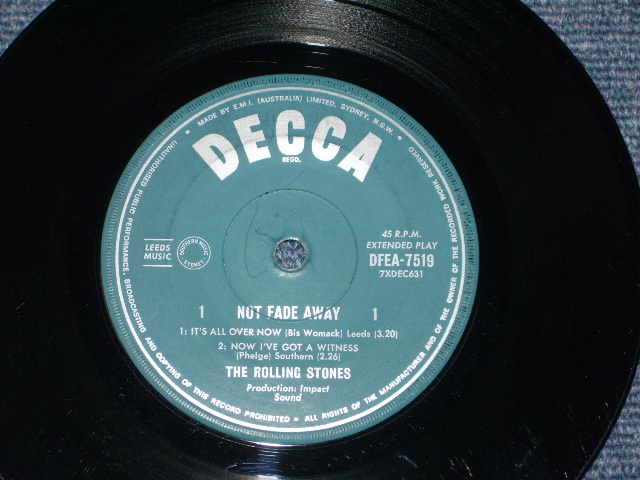 MADE BY E.M.I. (AUSTRALIA) LIMITED, SYDNEY, N.S.W.
UNAUTHORISED PUBLIC PERFORMANCE, BROADCASTING AND COPYING OF THIS RECORD PROHIBITED • ALL RIGHTS OF THE MANUFACTURER AND OF THE OWNER OF THE RECORDED WORK RESERVED
DECCA
REGD.
LEEDS
MUSIC
SOUTHERN MUSIC
SYDNEY
45 R.P.M.
EXTENDED PLAY
DFEA-7519
7XDEC631
1 NOT FADE AWAY 1
1: IT'S ALL OVER NOW (Bis Womack) Leeds (3.20)
2: NOW I'VE GOT A WITNESS
(Phelge) Southern (2.26)
THE ROLLING STONES
Production: Impact
Sound